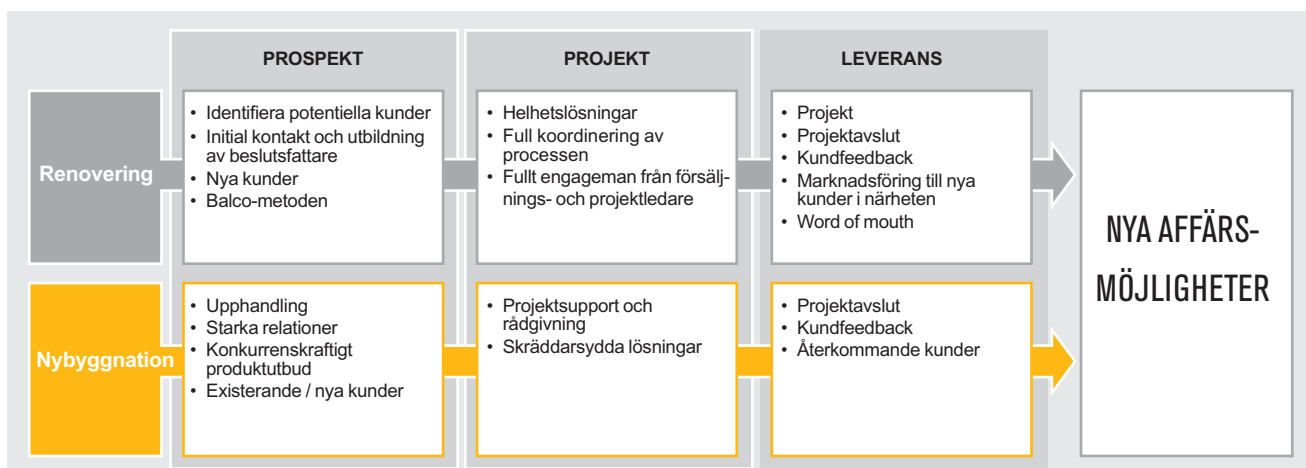 PROSPEKT
PROJEKT
LEVERANS
Renovering
• Identifiera potentiella kunder
• Initial kontakt och utbildning
av beslutsfattare
• Nya kunder
• Balco-metoden
• Helhetslösningar
• Full koordinering av
processen
• Fullt engageman från försälj-
nings- och projektledare
• Projekt
• Projektavslut
• Kundfeedback
• Marknadsföring till nya
kunder i närheten
• Word of mouth
Nybyggnation
• Upphandling
• Starka relationer
• Konkurrenskraftigt
produktutbud
• Existerande / nya kunder
• Projektsupport och
rådgivning
• Skräddarsydda lösningar
• Projektavslut
• Kundfeedback
• Återkommande kunder
NYA AFFÄRS-
MÖJLIGHETER